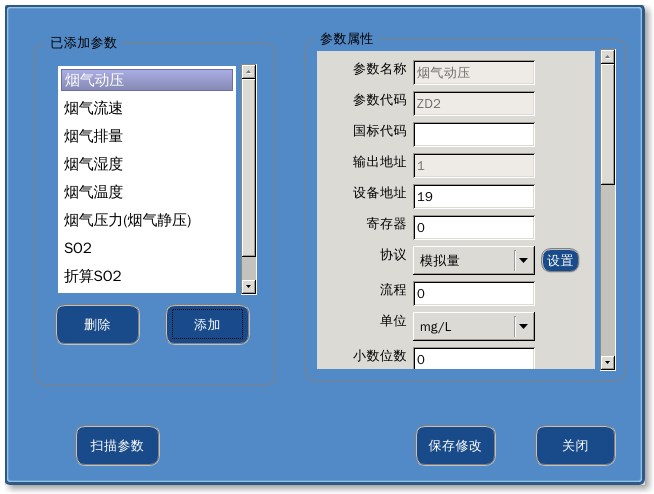 已添加参数
烟气动压
烟气流速
烟气排量
烟气湿度
烟气温度
烟气压力(烟气静压)
SO2
折算SO2
删除
添加
参数属性
参数名称 烟气动压
参数代码 ZD2
国标代码
输出地址 1
设备地址 19
寄存器 0
协议 模拟量 设置
流程 0
单位 mg/L
小数位数 0
扫描参数
保存修改
关闭